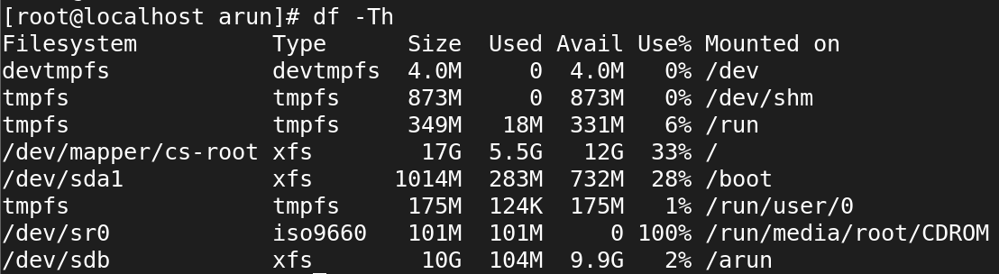 [root@localhost arun]# df -Th
Filesystem          Type      Size  Used Avail Use% Mounted on
devtmpfs            devtmpfs  4.0M     0  4.0M   0% /dev
tmpfs               tmpfs     873M     0  873M   0% /dev/shm
tmpfs               tmpfs     349M   18M  331M   6% /run
/dev/mapper/cs-root xfs        17G  5.5G   12G  33% /
/dev/sda1           xfs      1014M  283M  732M  28% /boot
tmpfs               tmpfs     175M  124K  175M   1% /run/user/0
/dev/sr0            iso9660   101M  101M     0 100% /run/media/root/CDROM
/dev/sdb            xfs        10G  104M  9.9G   2% /arun